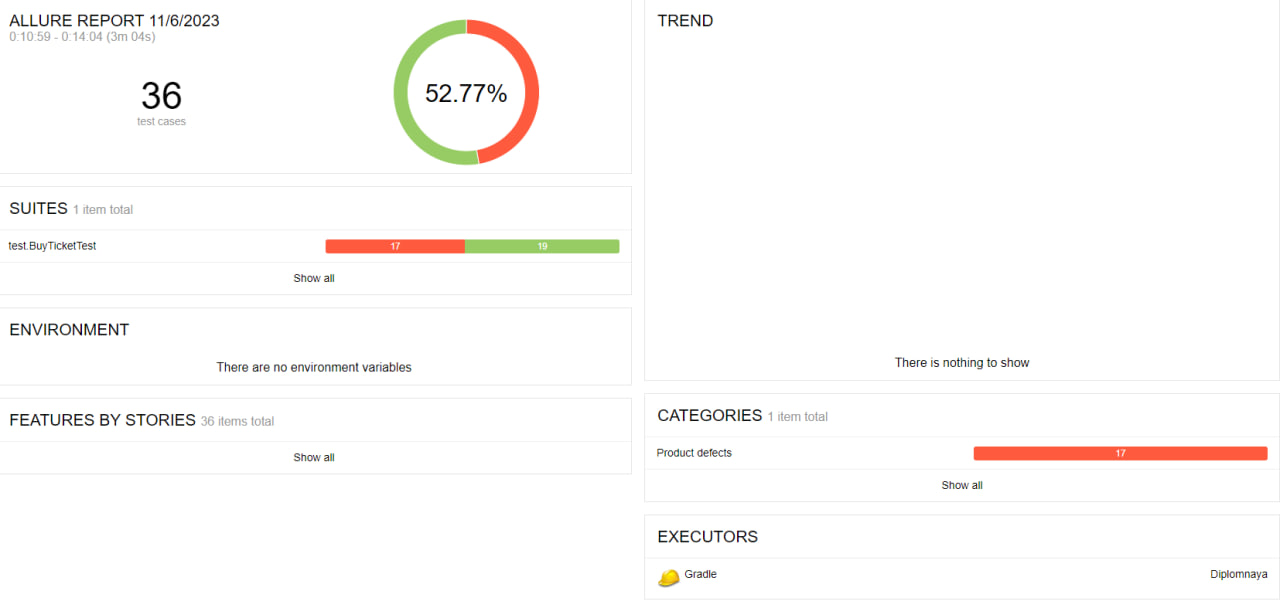 ALLURE REPORT 11/6/2023
0:10:59 - 0:14:04 (3m 04s)
36
test cases
52.77%
SUITES 1 item total
test.BuyTicketTest 17 19
Show all
ENVIRONMENT
There are no environment variables
FEATURES BY STORIES 36 items total
Show all
TREND
There is nothing to show
CATEGORIES 1 item total
Product defects 17
Show all
EXECUTORS
Gradle Diplomnaya